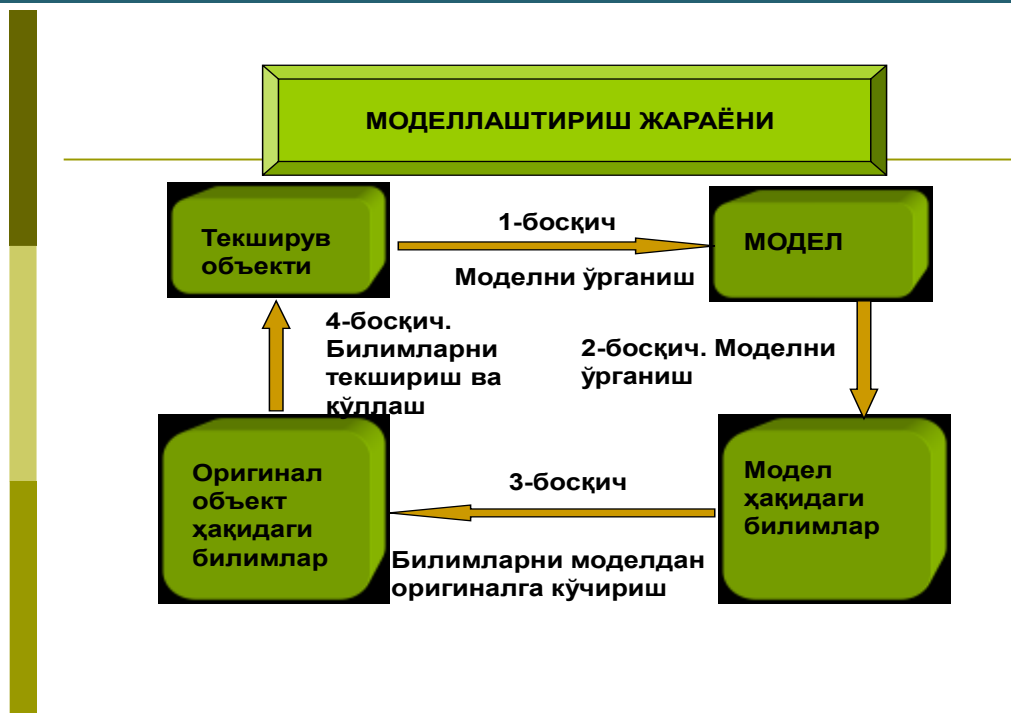 МОДЕЛЛАШТИРИШ ЖАРАЁНИ
Текширув
объекти
1-босқич
Моделни ўрганиш
МОДЕЛ
4-босқич.
Билимларни
текшириш ва
қўллаш
2-босқич. Моделни
ўрганиш
Оригинал
объект
ҳақидаги
билимлар
3-босқич
Билимларни моделдан
оригиналга кўчириш
Модел
ҳақидаги
билимлар